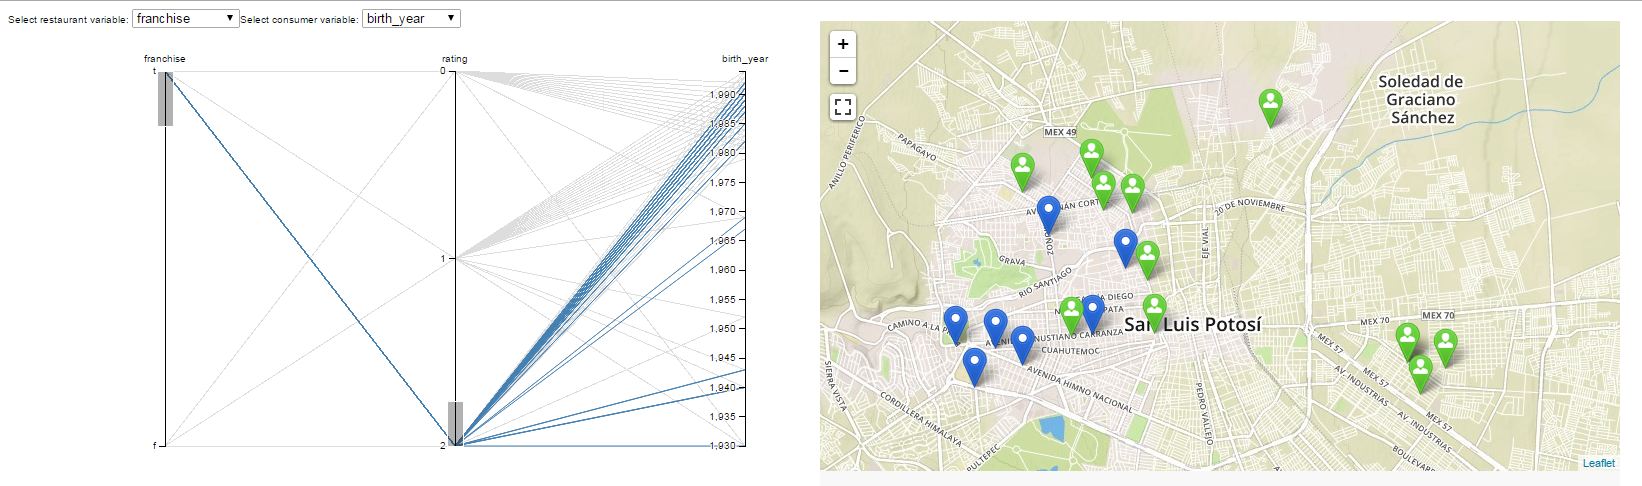 Select restaurant variable: franchise Select consumer variable: birth_year
franchise rating birth_year
t
f
0
1
2
1,990
1,985
1,980
1,975
1,970
1,965
1,960
1,955
1,950
1,945
1,940
1,935
1,930
+
−
Soledad de
Graciano
Sánchez
MEX 49
PAPAGAYO
ANILLO PERIFERICO
20 DE NOVIEMBRE
EJE VIAL
GRAVA
RIO SANTIAGO
DIEGO
CAMINO A LA
San Luis Potosí
CUAHUTEMOC
MEX 70
MEX 70
MEX 57
MEX 57
MEX 57
AV. INDUSTRIAS
AV. INDUSTRIAS
SIERRA VISTA
CORDILLERA HIMALAYA
AVENIDA HIMNO NACIONAL
PEDRO VALLEJO
PULTEPEC
BOULEVARD
Leaflet